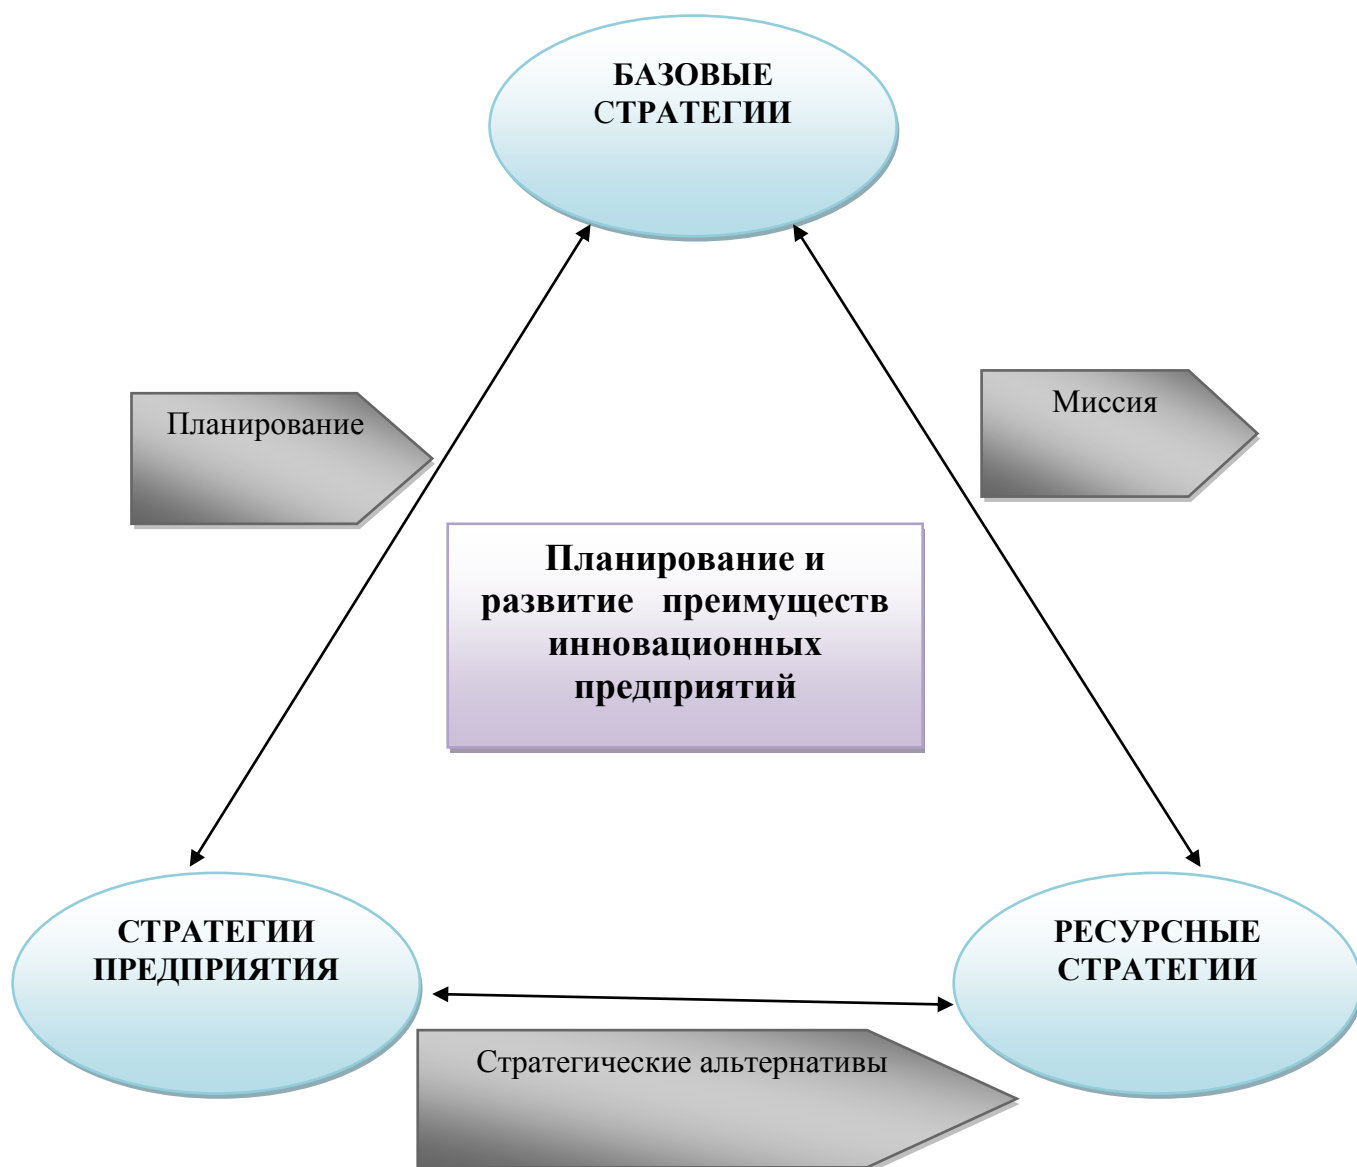 БАЗОВЫЕ
СТРАТЕГИИ
Планирование
Миссия
Планирование и
развитие преимуществ
инновационных
предприятий
СТРАТЕГИИ
ПРЕДПРИЯТИЯ
РЕСУРСНЫЕ
СТРАТЕГИИ
Стратегические альтернативы